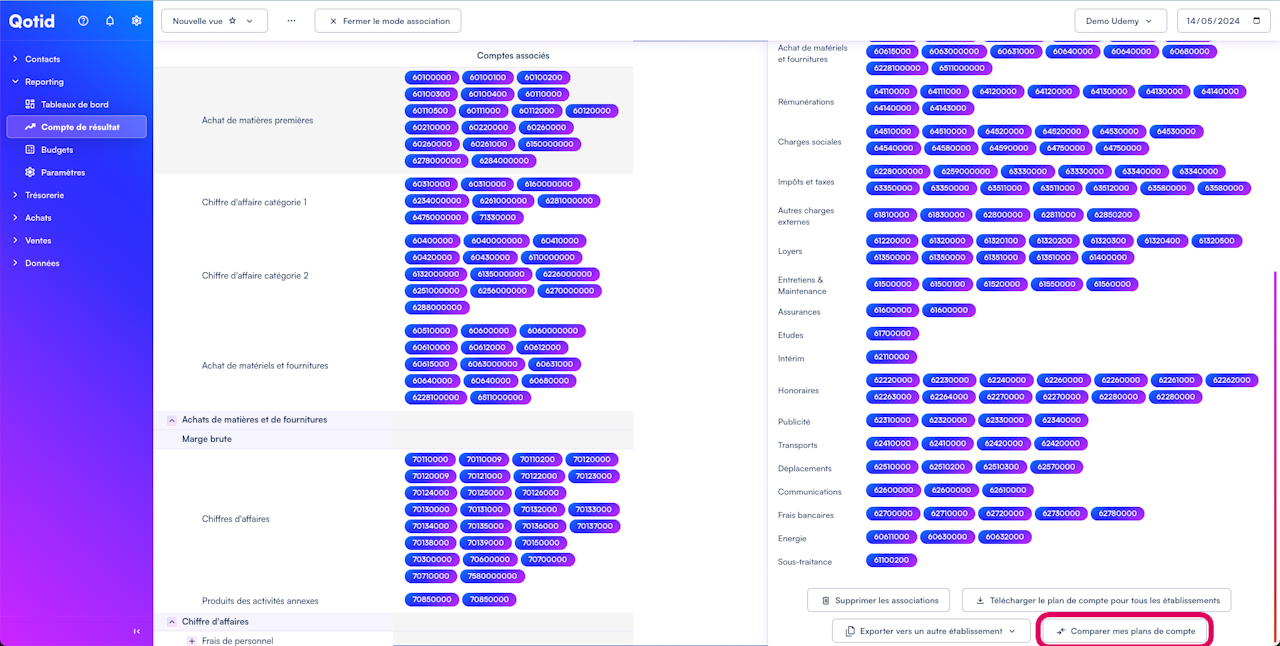 Qotid
Nouvelle vue
Fermer le mode association
Demo Udemy
14/05/2024
Contacts
Reporting
Tableaux de bord
Compte de résultat
Budgets
Paramètres
Trésorerie
Achats
Ventes
Données
Comptes associés
Achat de matières premières
60100000 60100100 60100200
60100300 60100400 60110000
60110500 60111000 60112000 60120000
60210000 60220000 60260000
60260000 60261000 6150000000
6278000000 6284000000
Chiffre d'affaire catégorie 1
60310000 60310000 6160000000
6234000000 6261000000 6281000000
6475000000 71330000
Chiffre d'affaire catégorie 2
60400000 6040000000 60410000
60420000 60430000 6110000000
6132000000 6135000000 6226000000
6251000000 6256000000 6270000000
6288000000
Achat de matériels et fournitures
60510000 60600000 6060000000
60610000 60612000 60612000
60615000 6063000000 60631000
60640000 60640000 60680000
6228100000 6511000000
Achats de matières et de fournitures
Marge brute
Chiffres d'affaires
70110000 70110009 70110200 70120000
70120009 70121000 70122000 70123000
70124000 70125000 70126000
70130000 70131000 70132000 70133000
70134000 70135000 70136000 70137000
70138000 70139000 70150000
70300000 70600000 70700000
70710000 7580000000
Produits des activités annexes
70850000 70850000
Chiffre d'affaires
Frais de personnel
Achat de matériels
et fournitures
60615000 6063000000 60631000 60640000 60640000 60680000
6228100000 6511000000
Rémunérations
64110000 64111000 64120000 64120000 64130000 64130000 64140000
64140000 64143000
Charges sociales
64510000 64510000 64520000 64520000 64530000 64530000
64540000 64580000 64590000 64750000 64750000
Impôts et taxes
6228000000 6259000000 63330000 63330000 63340000 63340000
63350000 63350000 63511000 63511000 63512000 63580000 63580000
Autres charges
externes
61810000 61830000 62800000 62811000 62850200
Loyers
61220000 61320000 61320100 61320200 61320300 61320400 61320500
61350000 61350000 61351000 61351000 61400000
Entretiens &
Maintenance
61500000 61500100 61520000 61550000 61560000
Assurances
61600000 61600000
Etudes
61700000
Intérim
62110000
Honoraires
62220000 62230000 62240000 62260000 62260000 62261000 62262000
62263000 62264000 62270000 62270000 62280000 62280000
Publicité
62310000 62320000 62330000 62340000
Transports
62410000 62410000 62420000 62420000
Déplacements
62510000 62510200 62510300 62570000
Communications
62600000 62600000 62610000
Frais bancaires
62700000 62710000 62720000 62730000 62780000
Energie
60611000 60630000 60632000
Sous-traitance
61100200
Supprimer les associations
Télécharger le plan de compte pour tous les établissements
Exporter vers un autre établissement
Comparer mes plans de compte